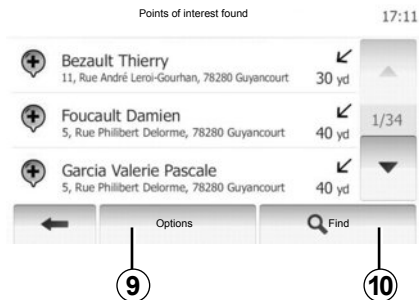 Points of interest found
17:11
Bezault Thierry
11, Rue André Leroi-Gourhan, 78280 Guyancourt
30 yd
Foucault Damien
5, Rue Philibert Delorme, 78280 Guyancourt
40 yd
1/34
Garcia Valerie Pascale
5, Rue Philibert Delorme, 78280 Guyancourt
40 yd
Options
Find
9
10